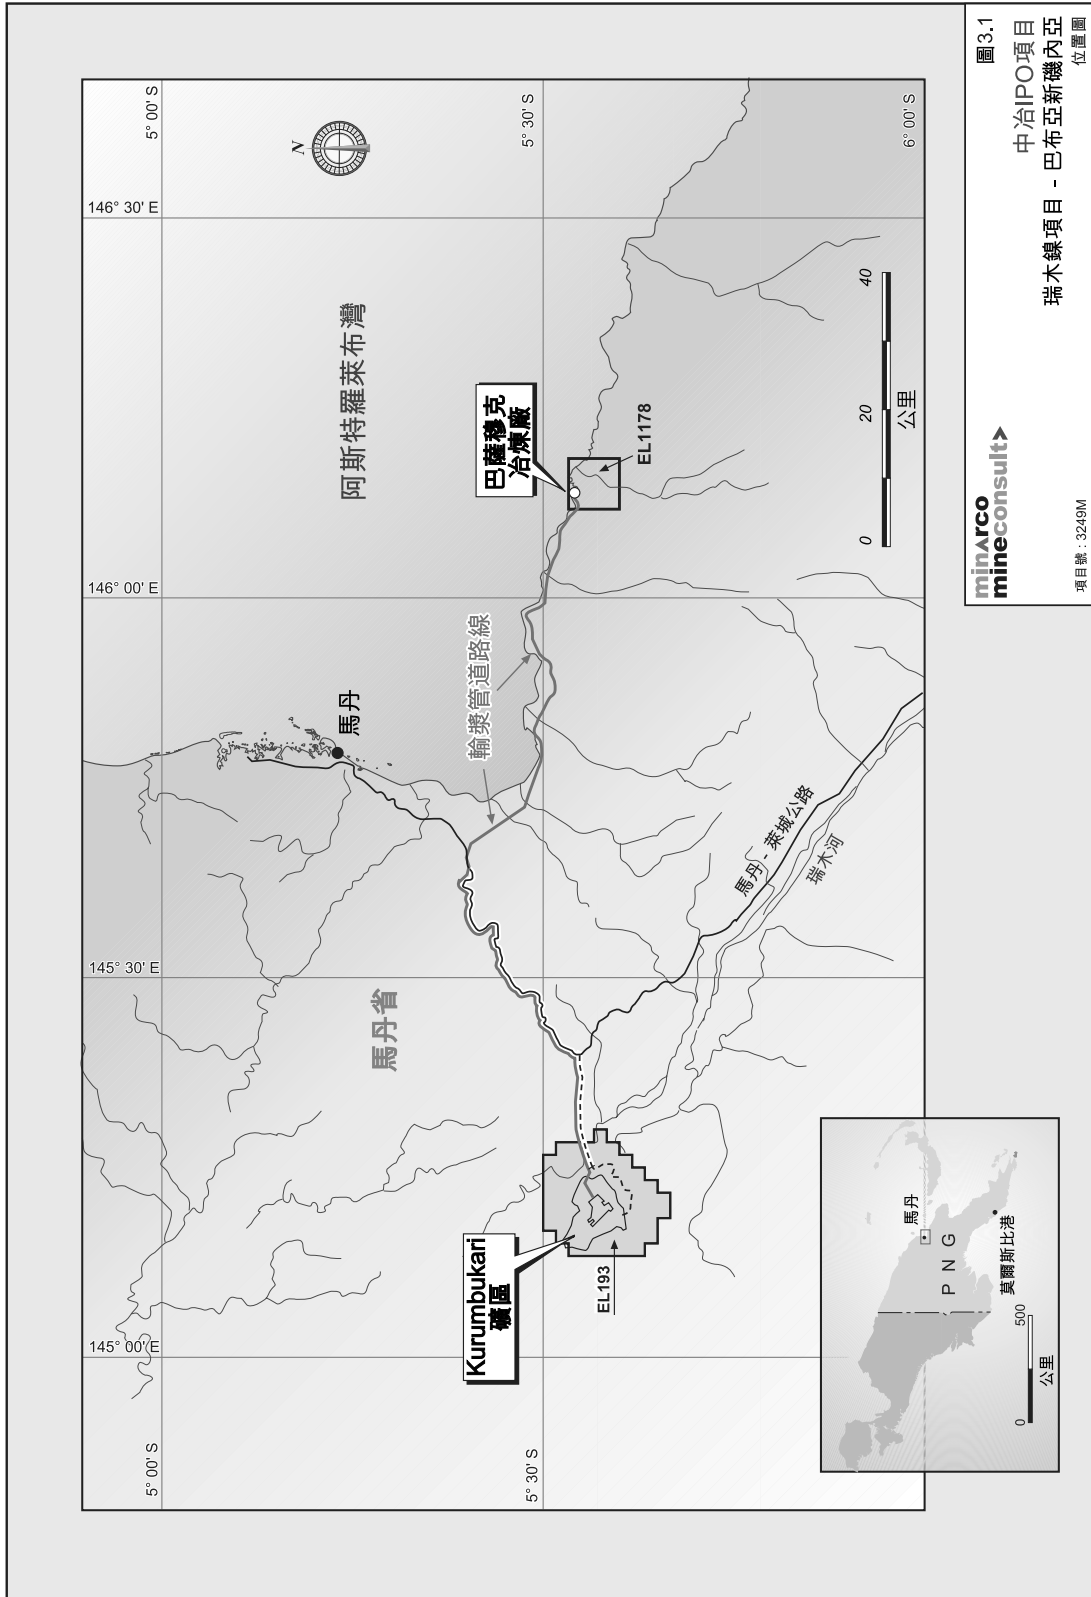 5° 00' S
5° 30' S
6° 00' S
146° 30' E
146° 00' E
145° 30' E
145° 00' E
5° 00' S
5° 30' S
N
阿斯特羅萊布灣
馬丹
馬丹省
輸漿管道路線
巴薩穆克
冶煉廠
EL1178
Kurumbukari
礦區
EL193
馬丹 - 萊城公路
瑞木河
0 20 40
公里
馬丹
P N G
莫爾斯比港
0 500
公里
minarco
mineconsult
項目號 : 3249M
圖3.1
中冶IPO項目
瑞木鎳項目 - 巴布亞新磯內亞
位置圖